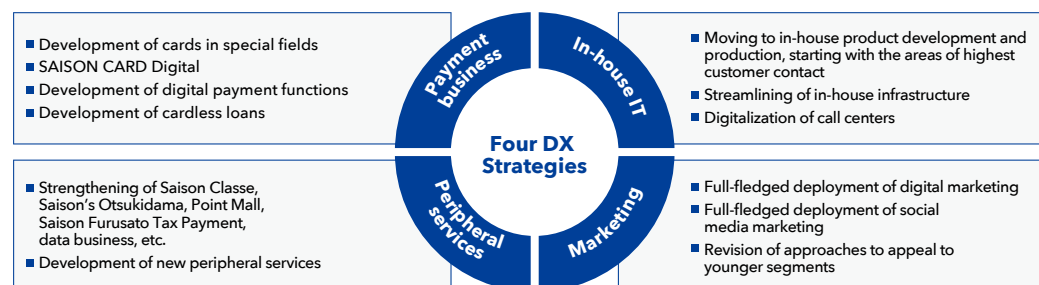 ■ Development of cards in special fields
■ SAISON CARD Digital
■ Development of digital payment functions
■ Development of cardless loans
Payment
business
In-house IT
■ Moving to in-house product development and
production, starting with the areas of highest
customer contact
■ Streamlining of in-house infrastructure
■ Digitalization of call centers
Four DX
Strategies
■ Strengthening of Saison Classe,
Saison's Otsukidama, Point Mall,
Saison Furusato Tax Payment,
data business, etc.
■ Development of new peripheral services
Peripheral
services
Marketing
■ Full-fledged deployment of digital marketing
■ Full-fledged deployment of social
media marketing
■ Revision of approaches to appeal to
younger segments